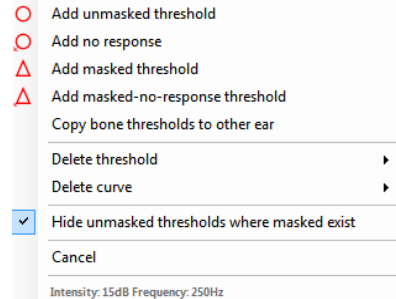 Add unmasked threshold
Add no response
Add masked threshold
Add masked-no-response threshold
Copy bone thresholds to other ear
Delete threshold
Delete curve
Hide unmasked thresholds where masked exist
Cancel
Intensity: 15dB Frequency: 250Hz